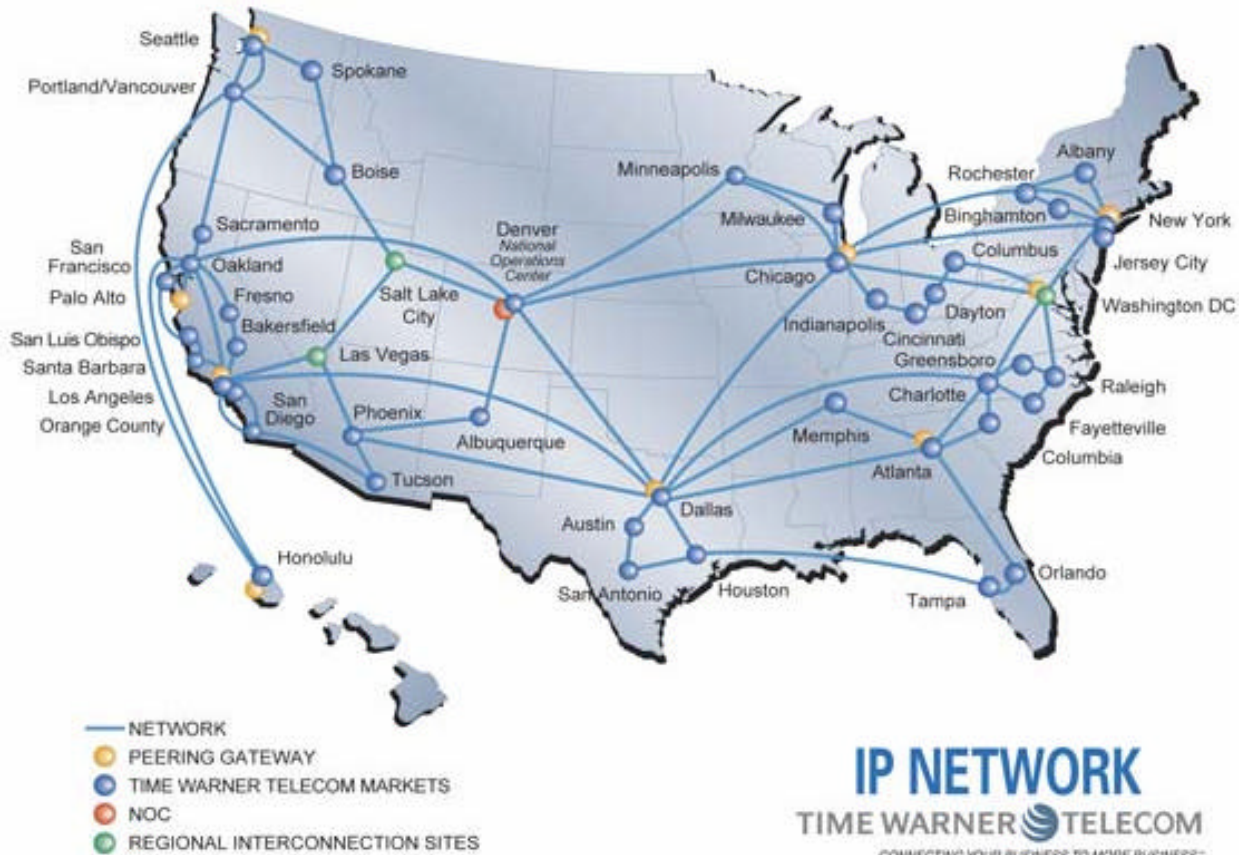 Seattle
Spokane
Portland/Vancouver
Boise
Minneapolis
Albany
Rochester
Milwaukee
Binghamton
New York
Sacramento
Denver
National
Operations
Center
San
Francisco
Oakland
Columbus
Jersey City
Chicago
Palo Alto
Fresno
Salt Lake
City
Dayton
Washington DC
Indianapolis
Bakersfield
Cincinnati
San Luis Obispo
Las Vegas
Greensboro
Santa Barbara
Raleigh
Los Angeles
San
Diego
Charlotte
Phoenix
Orange County
Albuquerque
Memphis
Fayetteville
Columbia
Atlanta
Tucson
Dallas
Austin
Honolulu
San Antonio
Houston
Orlando
Tampa
NETWORK
PEERING GATEWAY
TIME WARNER TELECOM MARKETS
NOC
REGIONAL INTERCONNECTION SITES
IP NETWORK
TIME WARNER TELECOM